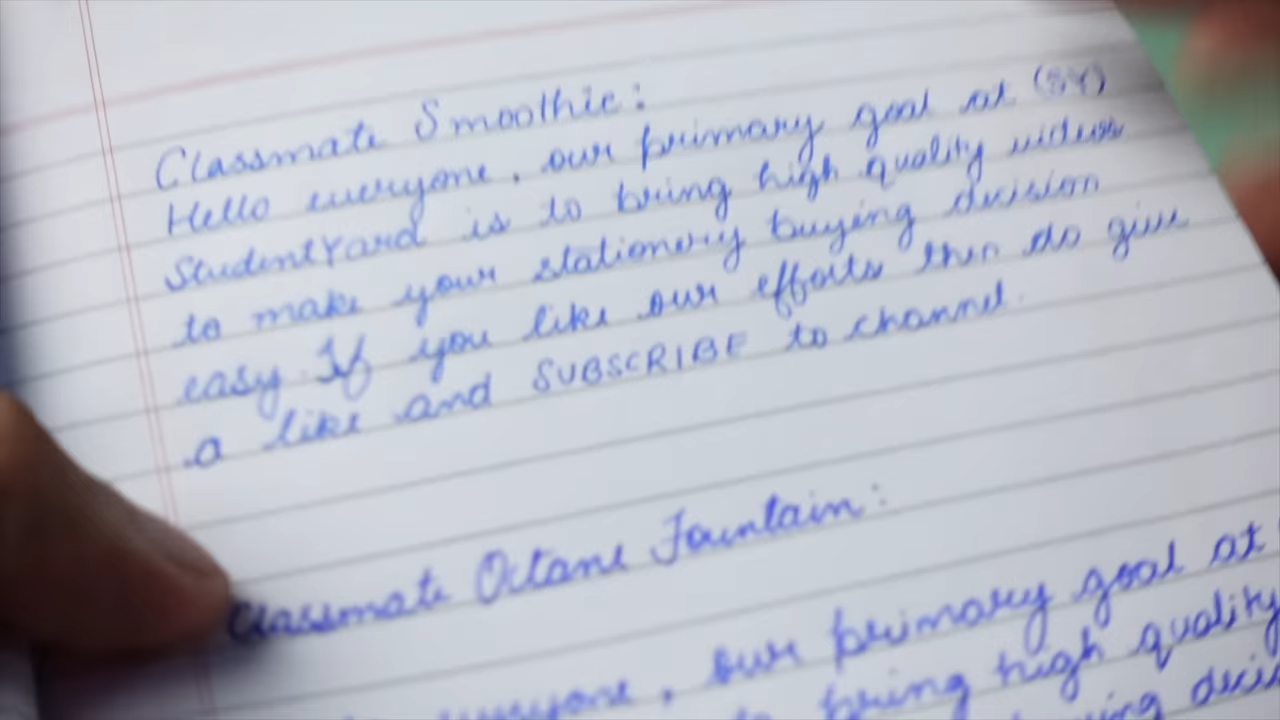 Classmate Smoothie:
Hello everyone, our primary goal at (SY)
StudentYard is to bring high quality videos
to make your stationery buying decision
easy. If you like our efforts then do give
a like and SUBSCRIBE to channel.
Classmate Octane Fountain:
everyone, our primary goal at
bring high quality